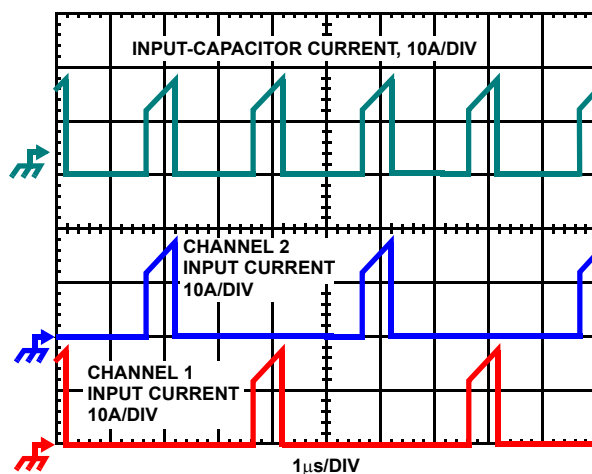 INPUT-CAPACITOR CURRENT, 10A/DIV
CHANNEL 2
INPUT CURRENT
10A/DIV
CHANNEL 1
INPUT CURRENT
10A/DIV
1μs/DIV